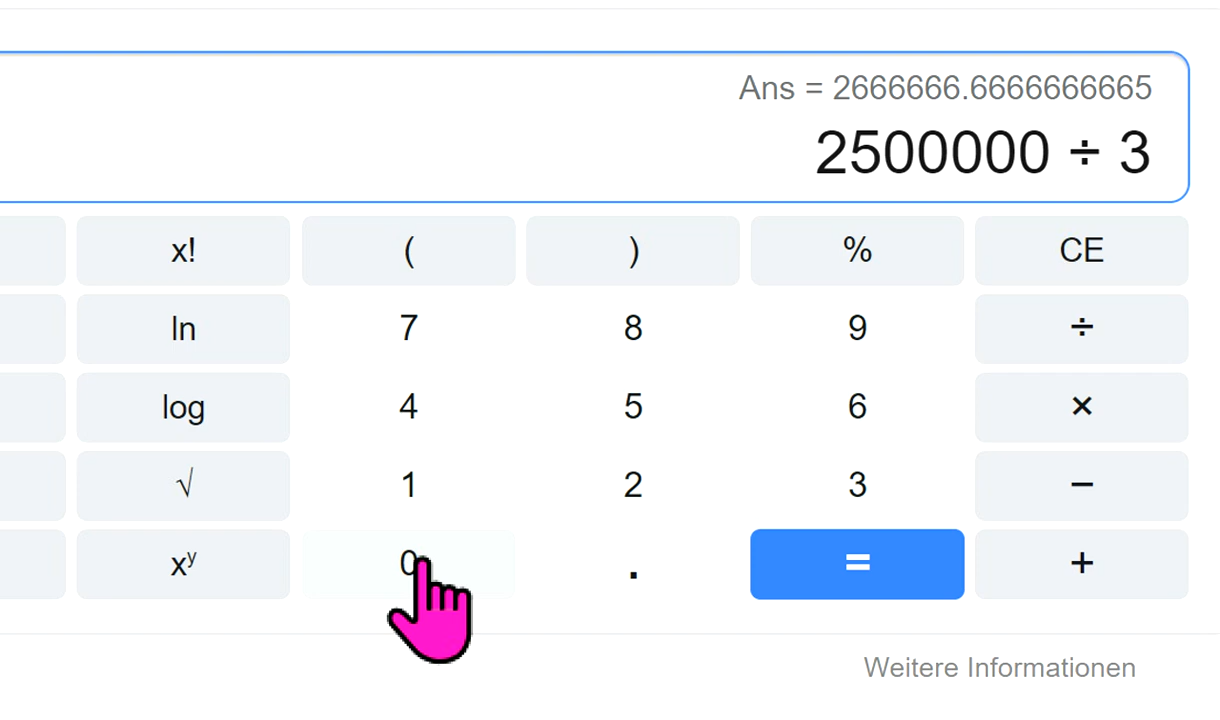 Ans = 2666666.6666666665
2500000 ÷ 3
x! ( ) % CE
ln 7 8 9 ÷
log 4 5 6 ×
√ 1 2 3 −
xʸ 0 . = +
Weitere Informationen